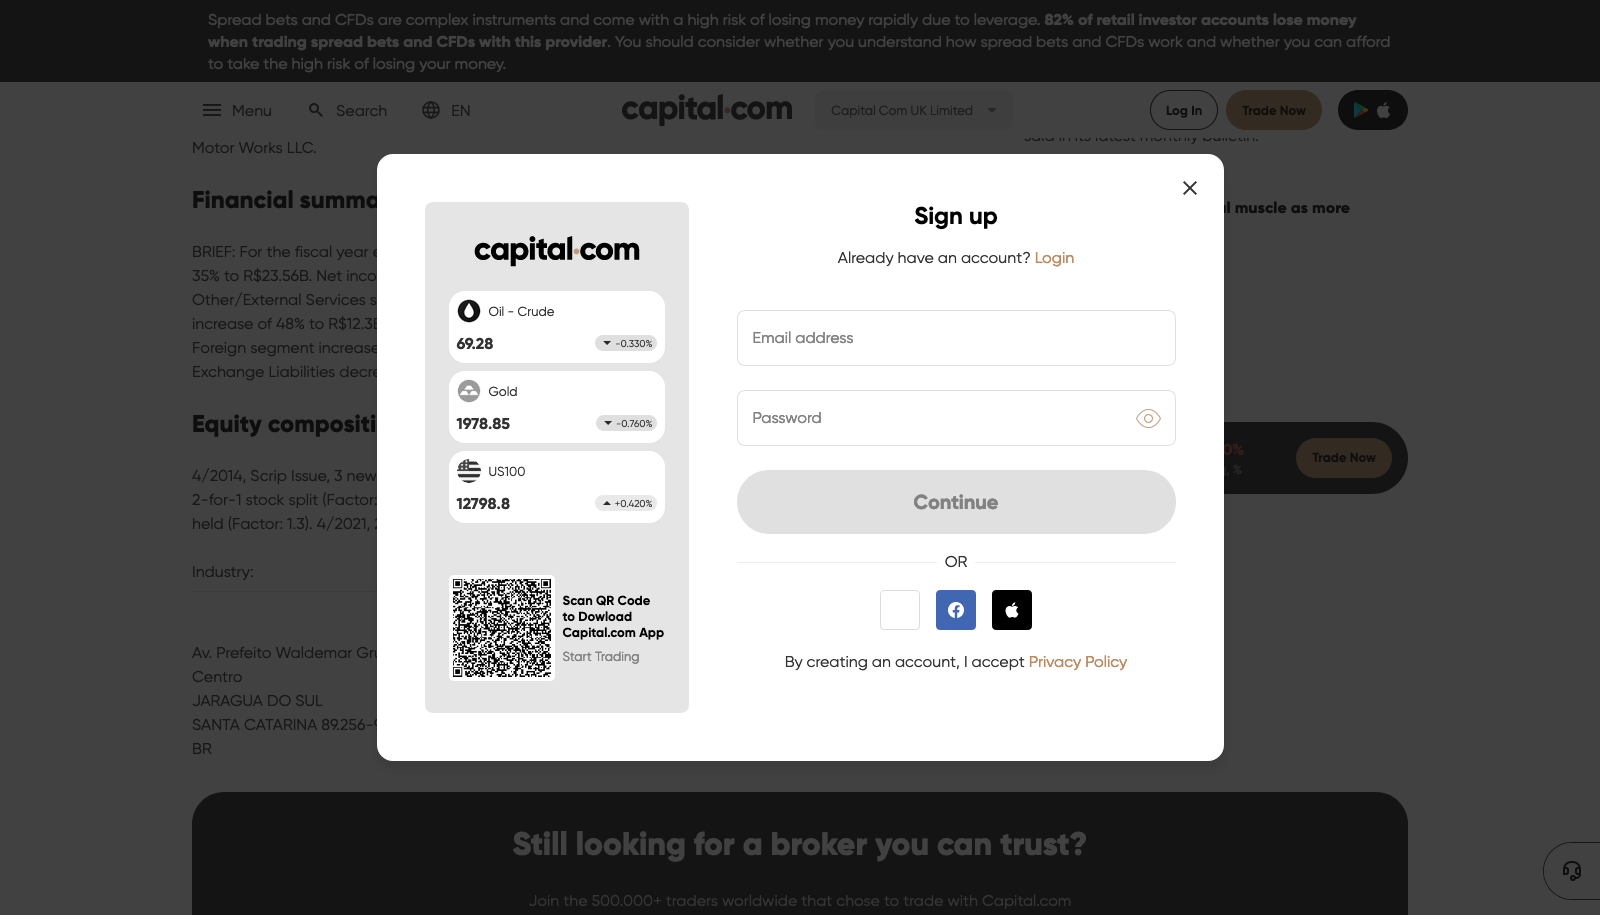 Spread bets and CFDs are complex instruments and come with a high risk of losing money rapidly due to leverage. 82% of retail investor accounts lose money
when trading spread bets and CFDs with this provider. You should consider whether you understand how spread bets and CFDs work and whether you can afford
to take the high risk of losing your money.
Menu
Search
EN
capital.com
Capital Com UK Limited
Log In
Trade Now
said in its latest monthly bulletin.
Motor Works LLC.
Financial summa
muscle as more
BRIEF: For the fiscal year
35% to R$23.56B. Net inco
Other/External Services s
increase of 48% to R$12.3
Foreign segment increase
Exchange Liabilities decre
Equity compositi
4/2014, Scrip Issue, 3 new
2-for-1 stock split (Factor:
held (Factor: 1.3). 4/2021,
Industry:
Av. Prefeito Waldemar Gru
Centro
JARAGUA DO SUL
SANTA CATARINA 89.256-
BR
0%
%
Trade Now
capital.com
Oil - Crude
69.28
-0.330%
Gold
1978.85
-0.760%
US100
12798.8
+0.420%
Scan QR Code
to Dowload
Capital.com App
Start Trading
Sign up
Already have an account? Login
Email address
Password
Continue
OR
By creating an account, I accept Privacy Policy
Still looking for a broker you can trust?
Join the 500.000+ traders worldwide that chose to trade with Capital.com